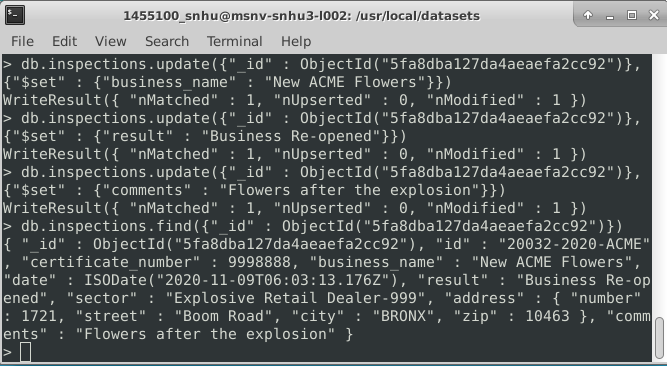 1455100_snhu@msnv-snhu3-l002: /usr/local/datasets
File Edit View Search Terminal Help
> db.inspections.update({"_id" : ObjectId("5fa8dba127da4aeaefa2cc92")},
{"$set" : {"business_name" : "New ACME Flowers"}})
WriteResult({ "nMatched" : 1, "nUpserted" : 0, "nModified" : 1 })
> db.inspections.update({"_id" : ObjectId("5fa8dba127da4aeaefa2cc92")},
{"$set" : {"result" : "Business Re-opened"}})
WriteResult({ "nMatched" : 1, "nUpserted" : 0, "nModified" : 1 })
> db.inspections.update({"_id" : ObjectId("5fa8dba127da4aeaefa2cc92")},
{"$set" : {"comments" : "Flowers after the explosion"}})
WriteResult({ "nMatched" : 1, "nUpserted" : 0, "nModified" : 1 })
> db.inspections.find({"_id" : ObjectId("5fa8dba127da4aeaefa2cc92")})
{ "_id" : ObjectId("5fa8dba127da4aeaefa2cc92"), "id" : "20032-2020-ACME"
, "certificate_number" : 9998888, "business_name" : "New ACME Flowers",
"date" : ISODate("2020-11-09T06:03:13.176Z"), "result" : "Business Re-op
ened", "sector" : "Explosive Retail Dealer-999", "address" : { "number"
: 1721, "street" : "Boom Road", "city" : "BRONX", "zip" : 10463 }, "comm
ents" : "Flowers after the explosion" }
>